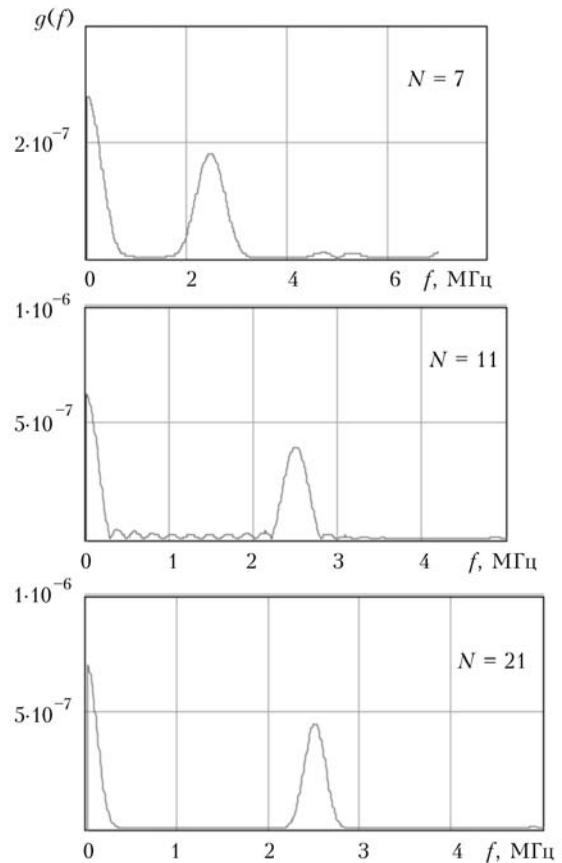 g(f)
N = 7
2·10⁻⁷
0 2 4 6 f, МГц
1·10⁻⁶
N = 11
5·10⁻⁷
0 1 2 3 4 f, МГц
1·10⁻⁶
N = 21
5·10⁻⁷
0 1 2 3 4 f, МГц